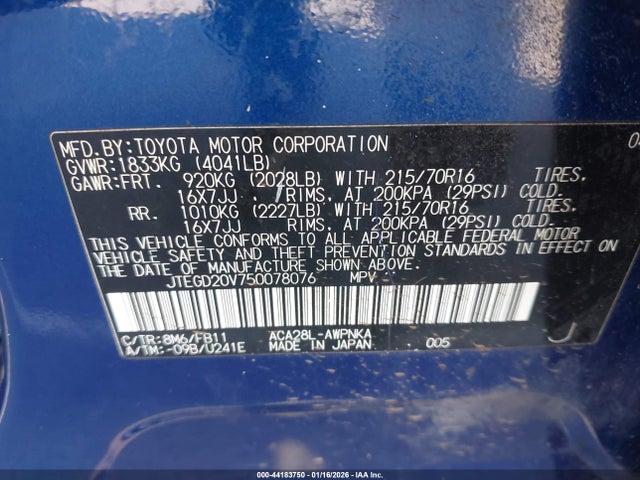 MFD.BY:TOYOTA MOTOR CORPORATION
GVWR:1833KG (4041LB)
GAWR:FRT. 920KG (2028LB) WITH 215/70R16 TIRES,
16X7JJ RIMS, AT 200KPA (29PSI) COLD.
RR. 1010KG (2227LB) WITH 215/70R16 TIRES,
16X7JJ RIMS, AT 200KPA (29PSI) COLD.
THIS VEHICLE CONFORMS TO ALL APPLICABLE FEDERAL MOTOR
VEHICLE SAFETY AND THEFT PREVENTION STANDARDS IN EFFECT ON
THE DATE OF MANUFACTURE SHOWN ABOVE.
JTEGD20V750078076 MPV
C/TR:8M6/FB11 ACA28L-AWPNKA J
A/TM:-09B/U241E MADE IN JAPAN 005
000-44183750 - 01/16/2026 - IAA Inc.